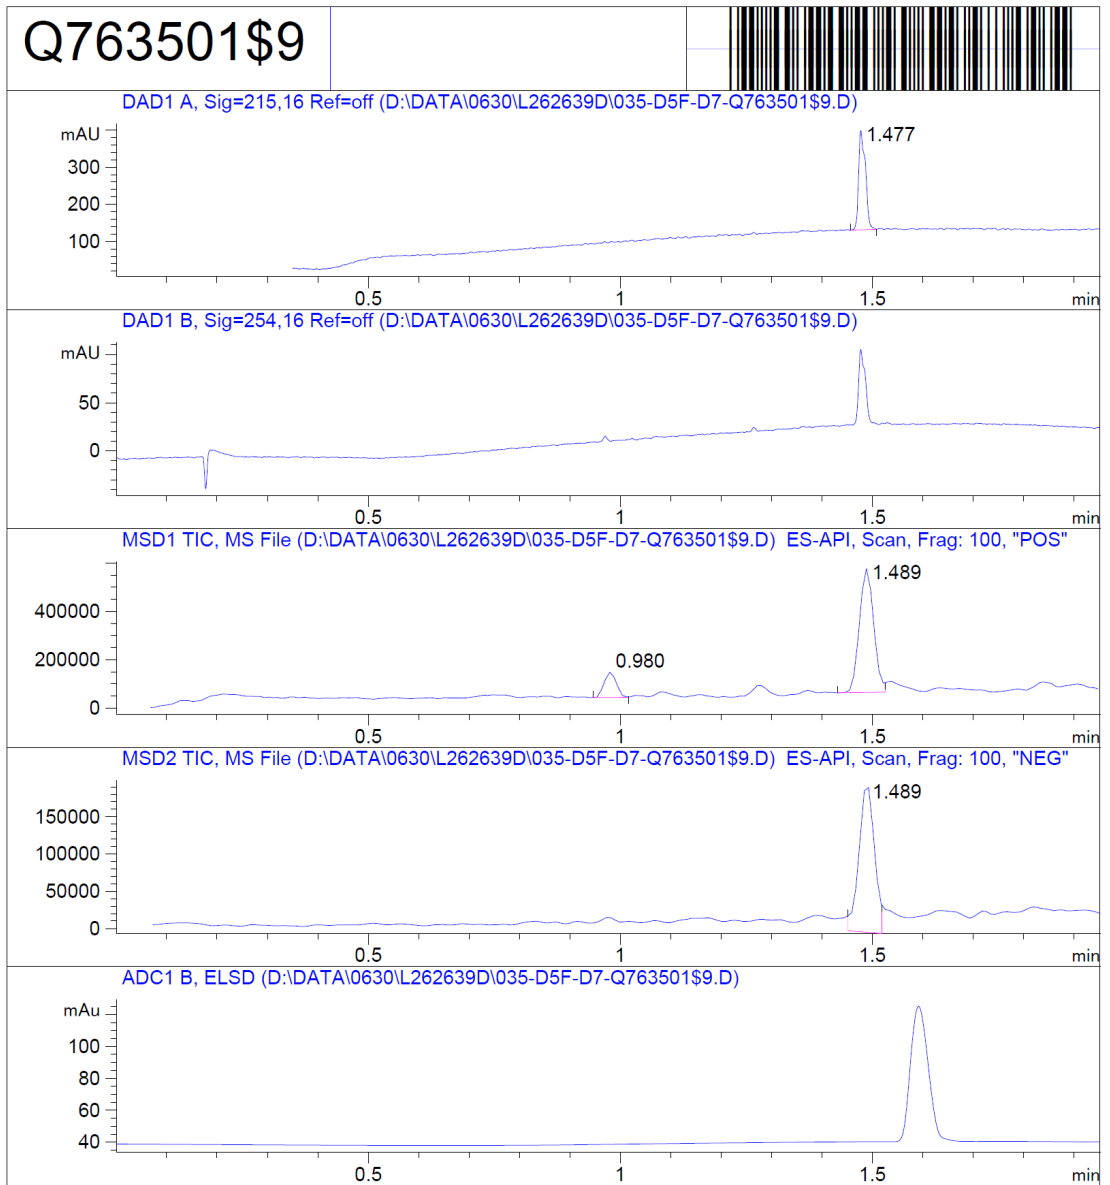 Q763501$9
DAD1 A, Sig=215,16 Ref=off (D:\DATA\0630\L262639D\035-D5F-D7-Q763501$9.D)
mAU
1.477
300
200
100
0.5 1 1.5 min
DAD1 B, Sig=254,16 Ref=off (D:\DATA\0630\L262639D\035-D5F-D7-Q763501$9.D)
mAU
50
0
0.5 1 1.5 min
MSD1 TIC, MS File (D:\DATA\0630\L262639D\035-D5F-D7-Q763501$9.D) ES-API, Scan, Frag: 100, "POS"
1.489
400000
200000
0.980
0
0.5 1 1.5 min
MSD2 TIC, MS File (D:\DATA\0630\L262639D\035-D5F-D7-Q763501$9.D) ES-API, Scan, Frag: 100, "NEG"
1.489
150000
100000
50000
0
0.5 1 1.5 min
ADC1 B, ELSD (D:\DATA\0630\L262639D\035-D5F-D7-Q763501$9.D)
mAu
100
80
60
40
0.5 1 1.5 min